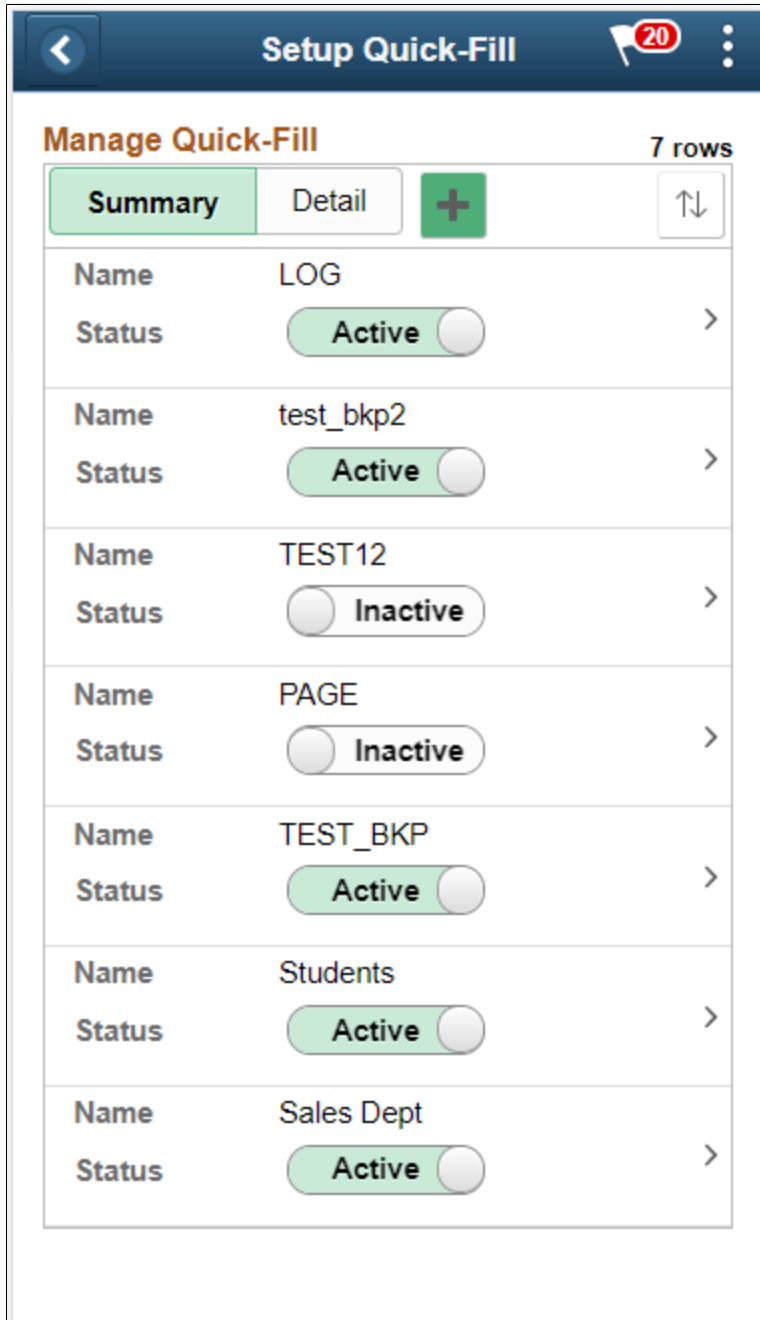 Setup Quick-Fill 20
Manage Quick-Fill 7 rows
Summary Detail
Name LOG
Status Active
Name test_bkp2
Status Active
Name TEST12
Status Inactive
Name PAGE
Status Inactive
Name TEST_BKP
Status Active
Name Students
Status Active
Name Sales Dept
Status Active